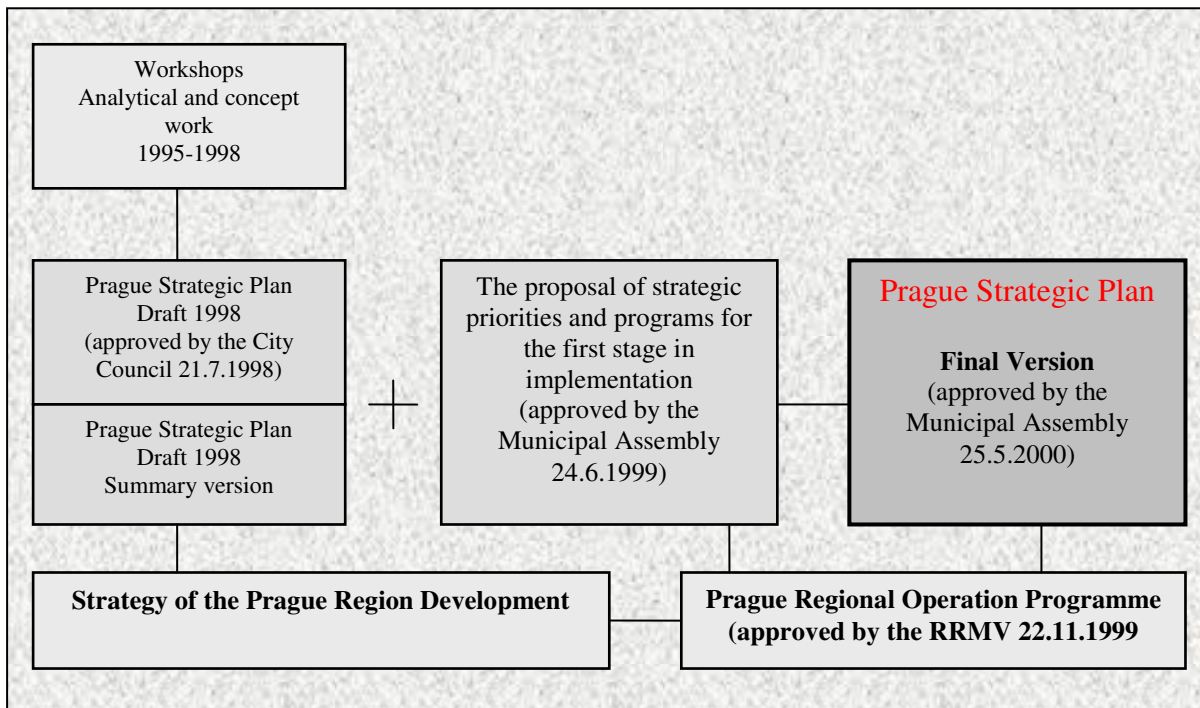 Workshops
Analytical and concept
work
1995-1998
Prague Strategic Plan
Draft 1998
(approved by the City
Council 21.7.1998)
Prague Strategic Plan
Draft 1998
Summary version
The proposal of strategic
priorities and programs for
the first stage in
implementation
(approved by the
Municipal Assembly
24.6.1999)
Prague Strategic Plan
Final Version
(approved by the
Municipal Assembly
25.5.2000)
Strategy of the Prague Region Development
Prague Regional Operation Programme
(approved by the RRMV 22.11.1999